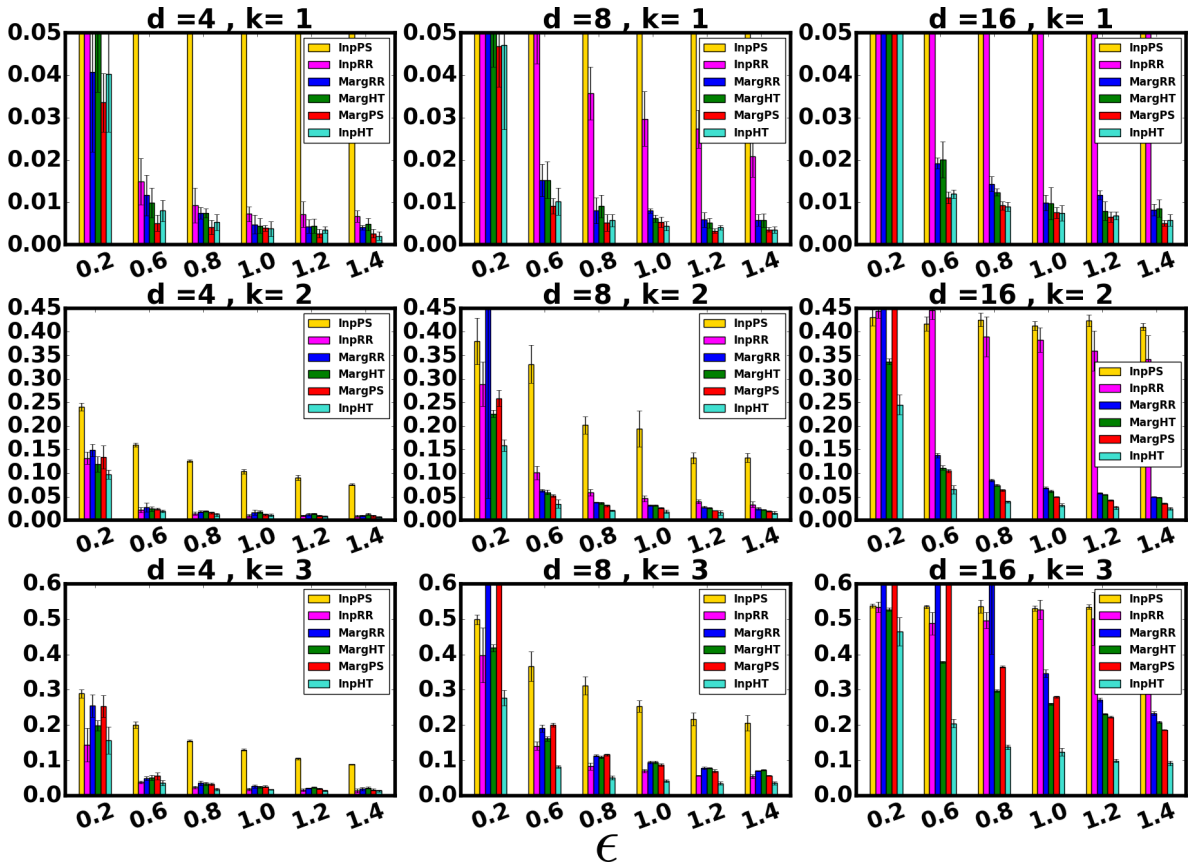 d =4 , k= 1
0.05
0.04
0.03
0.02
0.01
0.00
InpPS
InpRR
MargRR
MargHT
MargPS
InpHT
0.2 0.6 0.8 1.0 1.2 1.4
d =8 , k= 1
0.05
0.04
0.03
0.02
0.01
0.00
InpPS
InpRR
MargRR
MargHT
MargPS
InpHT
0.2 0.6 0.8 1.0 1.2 1.4
d =16 , k= 1
0.05
0.04
0.03
0.02
0.01
0.00
InpPS
InpRR
MargRR
MargHT
MargPS
InpHT
0.2 0.6 0.8 1.0 1.2 1.4
d =4 , k= 2
0.45
0.40
0.35
0.30
0.25
0.20
0.15
0.10
0.05
0.00
InpPS
InpRR
MargRR
MargHT
MargPS
InpHT
0.2 0.6 0.8 1.0 1.2 1.4
d =8 , k= 2
0.45
0.40
0.35
0.30
0.25
0.20
0.15
0.10
0.05
0.00
InpPS
InpRR
MargRR
MargHT
MargPS
InpHT
0.2 0.6 0.8 1.0 1.2 1.4
d =16 , k= 2
0.45
0.40
0.35
0.30
0.25
0.20
0.15
0.10
0.05
0.00
InpPS
InpRR
MargRR
MargHT
MargPS
InpHT
0.2 0.6 0.8 1.0 1.2 1.4
d =4 , k= 3
0.6
0.5
0.4
0.3
0.2
0.1
0.0
InpPS
InpRR
MargRR
MargHT
MargPS
InpHT
0.2 0.6 0.8 1.0 1.2 1.4
d =8 , k= 3
0.6
0.5
0.4
0.3
0.2
0.1
0.0
InpPS
InpRR
MargRR
MargHT
MargPS
InpHT
0.2 0.6 0.8 1.0 1.2 1.4
d =16 , k= 3
0.6
0.5
0.4
0.3
0.2
0.1
0.0
InpPS
InpRR
MargRR
MargHT
MargPS
InpHT
0.2 0.6 0.8 1.0 1.2 1.4
ϵ